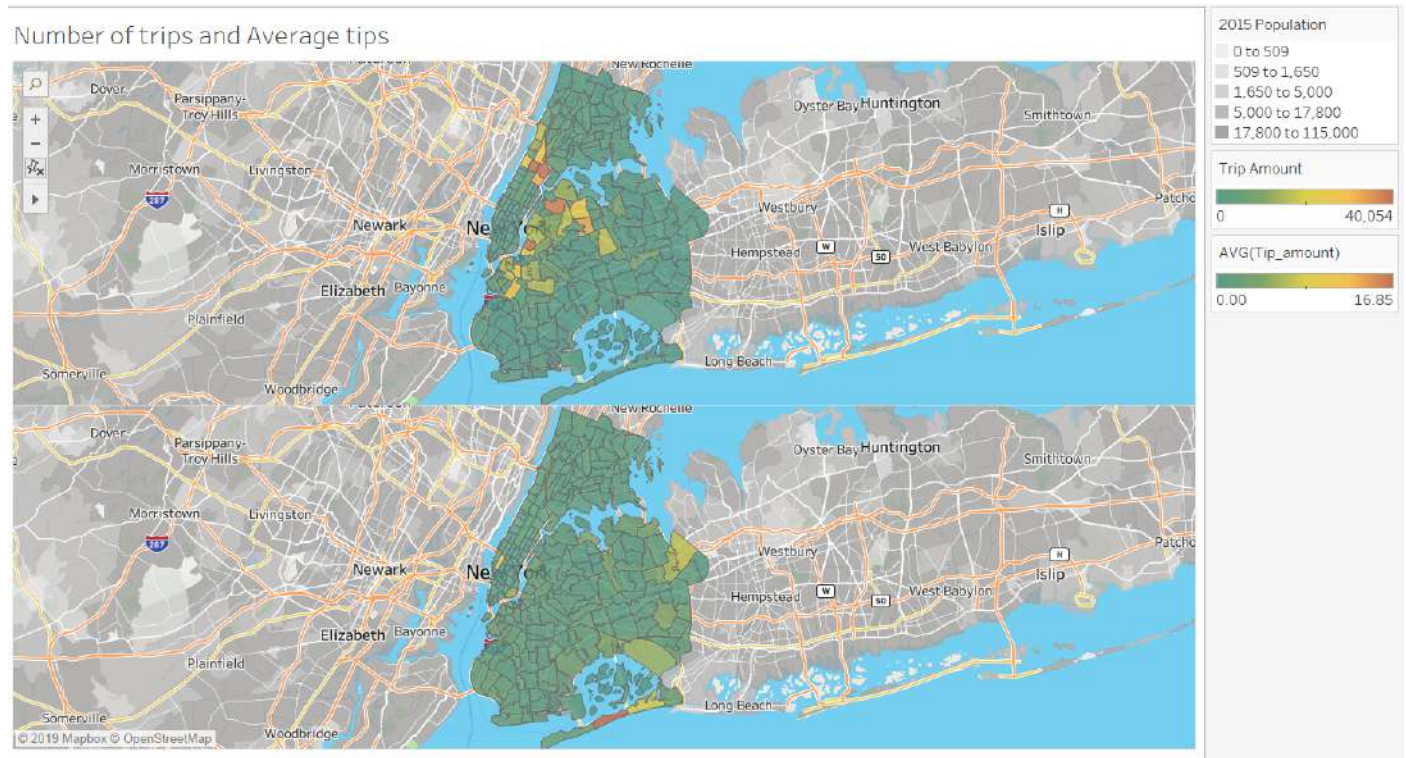 Number of trips and Average tips
New Rochelle
Dover
Parsippany-
Troy Hills
Oyster Bay Huntington
Smithtown
+
−
Morristown
Livingston
287
Westbury
Patcho
H
Newark
Islip
Hempstead
W
50
West Babylon
Elizabeth
Bayonne
Plainfield
Long Beach
Somerville
Woodbridge
New Rochelle
Dover
Parsippany-
Troy Hills
Oyster Bay Huntington
Smithtown
Morristown
Livingston
287
Westbury
Patcho
H
Newark
Islip
Hempstead
W
50
West Babylon
Elizabeth
Bayonne
Plainfield
Long Beach
Somerville
Woodbridge
© 2019 Mapbox © OpenStreetMap
2015 Population
0 to 509
509 to 1,650
1,650 to 5,000
5,000 to 17,800
17,800 to 115,000
Trip Amount
0 40,054
AVG(Tip_amount)
0.00 16.85